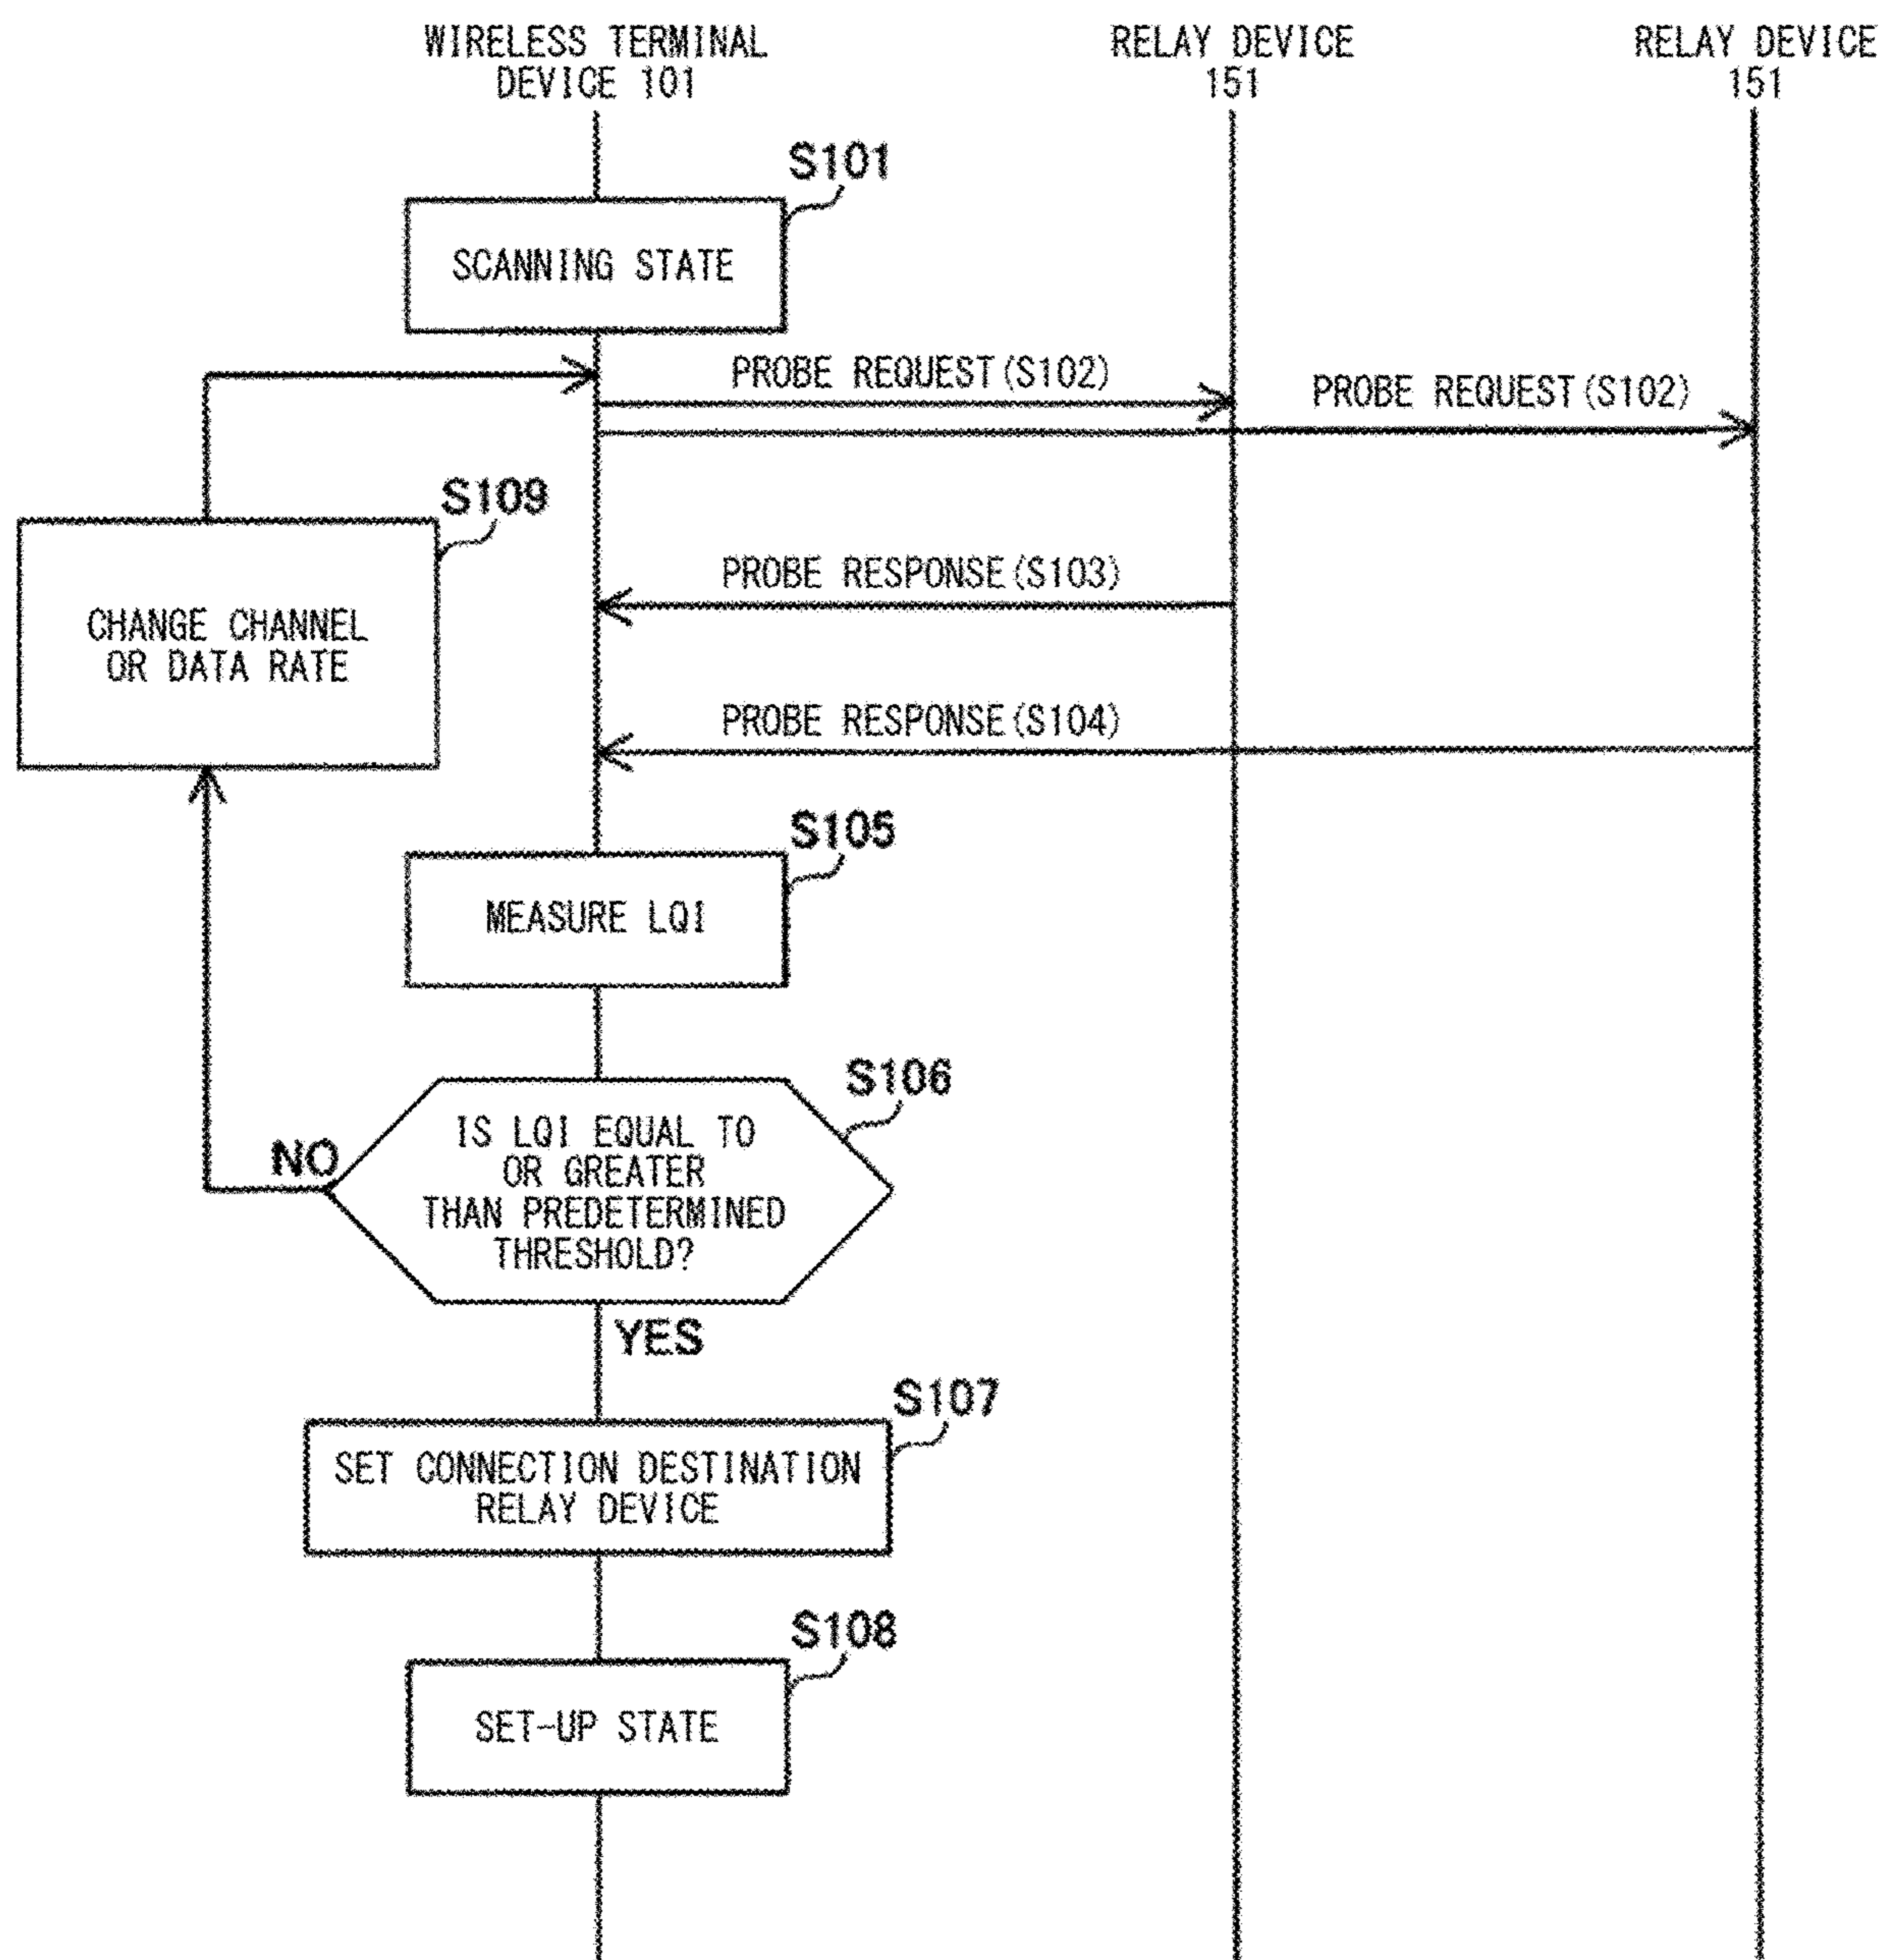 WIRELESS TERMINAL
DEVICE 101
RELAY DEVICE
151
RELAY DEVICE
151
S101
SCANNING STATE
PROBE REQUEST(S102)
PROBE REQUEST(S102)
S109
CHANGE CHANNEL
OR DATA RATE
PROBE RESPONSE(S103)
PROBE RESPONSE(S104)
S105
MEASURE LQI
S106
IS LQI EQUAL TO
OR GREATER
THAN PREDETERMINED
THRESHOLD?
NO
YES
S107
SET CONNECTION DESTINATION
RELAY DEVICE
S108
SET-UP STATE